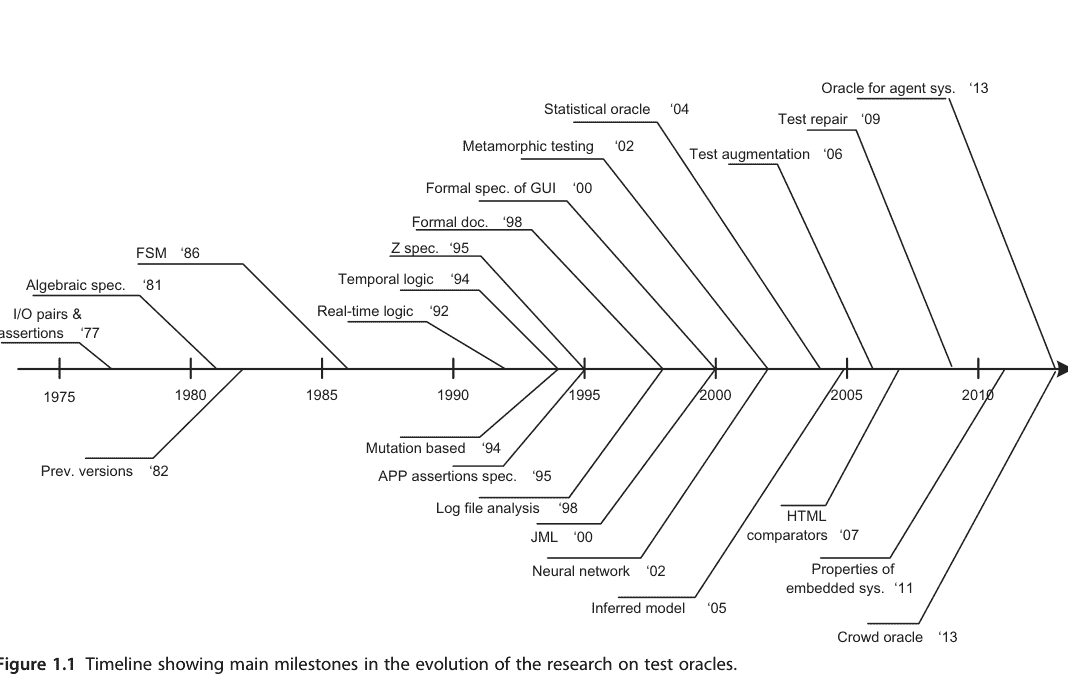 Oracle for agent sys. ‘13
Statistical oracle ‘04
Test repair ‘09
Metamorphic testing ‘02
Test augmentation ‘06
Formal spec. of GUI ‘00
Formal doc. ‘98
Z spec. ‘95
FSM ‘86
Temporal logic ‘94
Algebraic spec. ‘81
Real-time logic ‘92
I/O pairs &
assertions ‘77
1975 1980 1985 1990 1995 2000 2005 2010
Mutation based ‘94
Prev. versions ‘82
APP assertions spec. ‘95
Log file analysis ‘98
HTML
comparators ‘07
JML ‘00
Neural network ‘02
Properties of
embedded sys. ‘11
Inferred model ‘05
Crowd oracle ‘13
Figure 1.1 Timeline showing main milestones in the evolution of the research on test oracles.